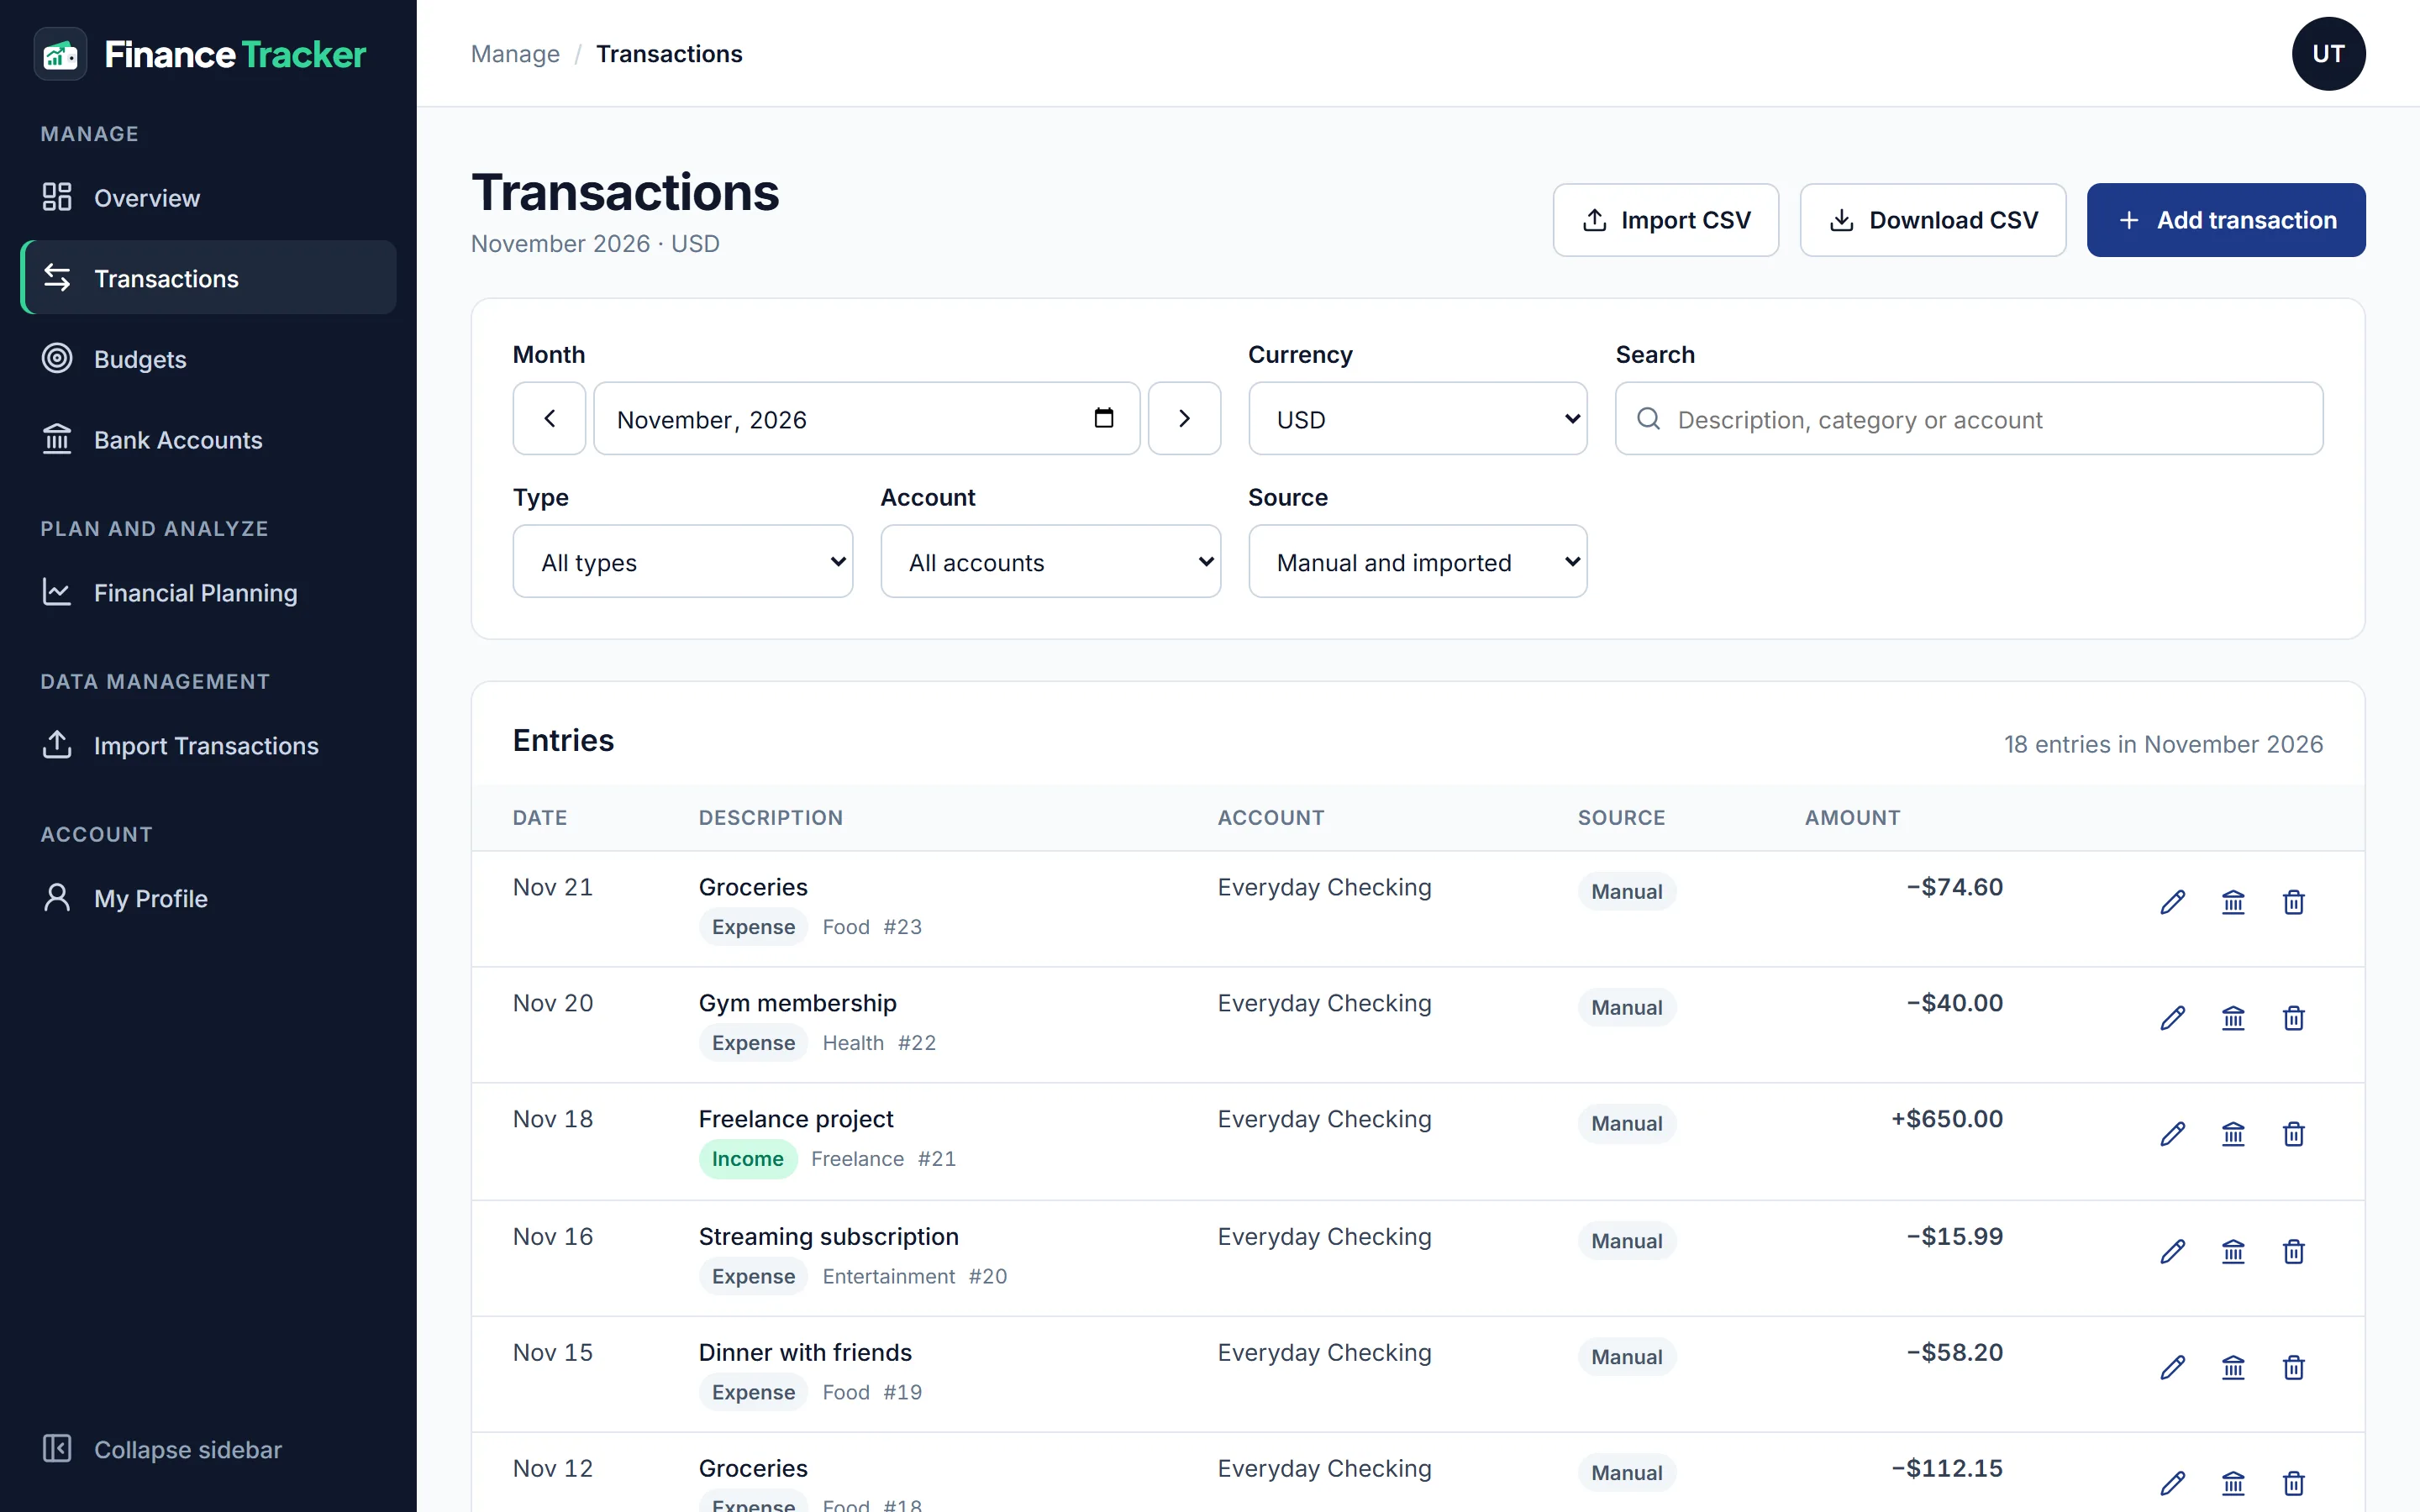 Finance Tracker
MANAGE
Overview
Transactions
Budgets
Bank Accounts
PLAN AND ANALYZE
Financial Planning
DATA MANAGEMENT
Import Transactions
ACCOUNT
My Profile
Collapse sidebar
Manage / Transactions
UT
Transactions
November 2026 · USD
Import CSV
Download CSV
+ Add transaction
Month
Currency
Search
November, 2026
USD
Description, category or account
Type
Account
Source
All types
All accounts
Manual and imported
Entries
18 entries in November 2026
DATE DESCRIPTION ACCOUNT SOURCE AMOUNT
Nov 21 Groceries Everyday Checking Manual −$74.60
Expense Food #23
Nov 20 Gym membership Everyday Checking Manual −$40.00
Expense Health #22
Nov 18 Freelance project Everyday Checking Manual +$650.00
Income Freelance #21
Nov 16 Streaming subscription Everyday Checking Manual −$15.99
Expense Entertainment #20
Nov 15 Dinner with friends Everyday Checking Manual −$58.20
Expense Food #19
Nov 12 Groceries Everyday Checking Manual −$112.15
Expense Food #18